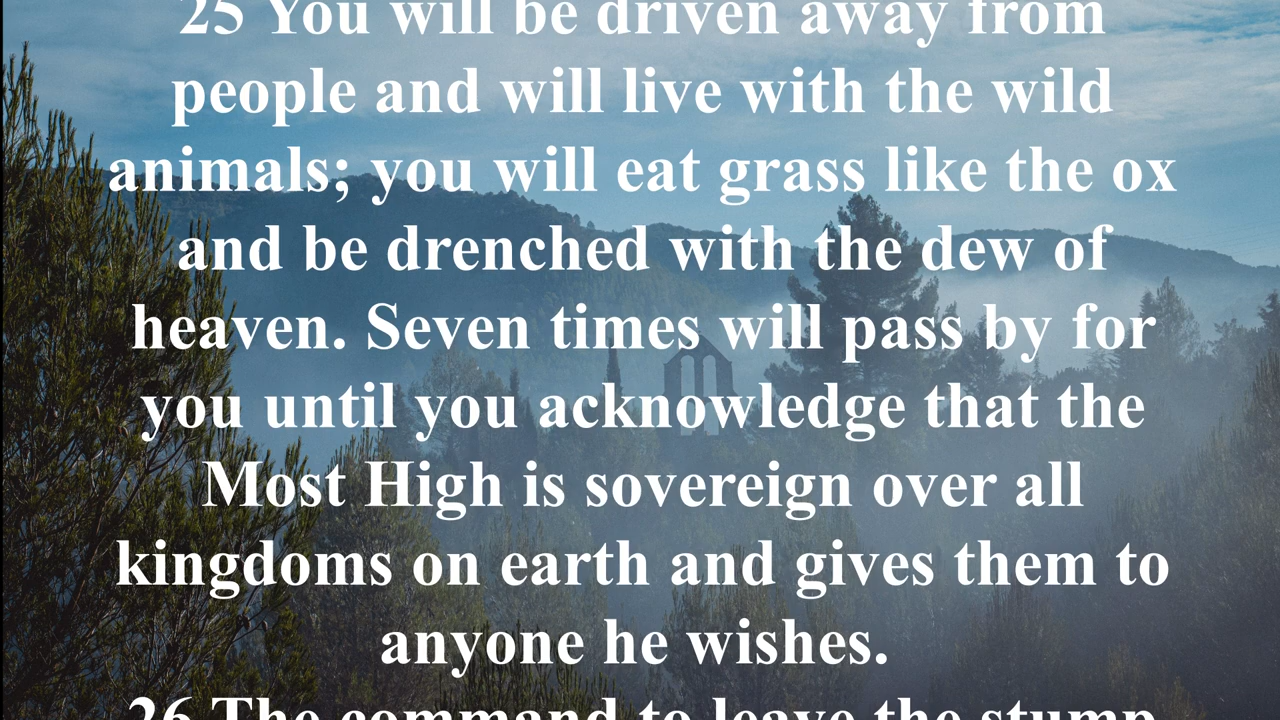 25 You will be driven away from
people and will live with the wild
animals; you will eat grass like the ox
and be drenched with the dew of
heaven. Seven times will pass by for
you until you acknowledge that the
Most High is sovereign over all
kingdoms on earth and gives them to
anyone he wishes.
26 The command to leave the stump